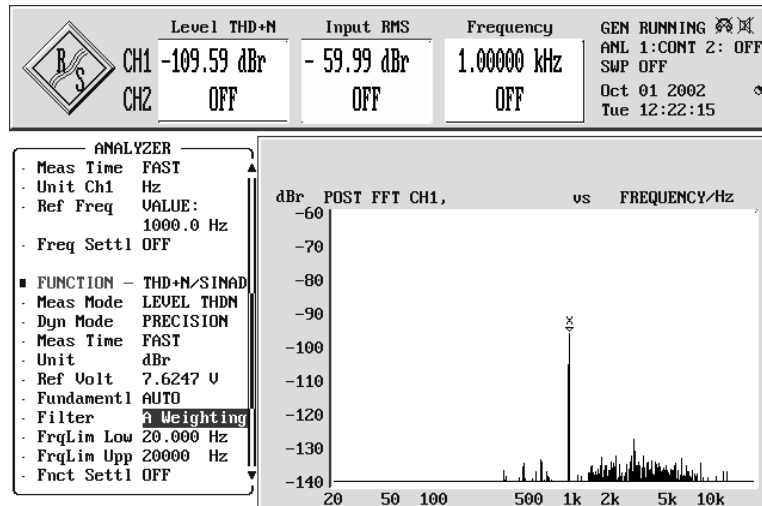 Level THD+N Input RMS Frequency
R S
CH1 -109.59 dBr - 59.99 dBr 1.00000 kHz
CH2 OFF OFF OFF
GEN RUNNING
ANL 1:CONT 2: OFF
SWP OFF
Oct 01 2002
Tue 12:22:15
ANALYZER
Meas Time FAST
Unit Ch1 Hz
Ref Freq VALUE:
1000.0 Hz
Freq Settl OFF
FUNCTION - THD+N/SINAD
Meas Mode LEVEL THDN
Dyn Mode PRECISION
Meas Time FAST
Unit dBr
Ref Volt 7.6247 V
Fundamentl AUTO
Filter A Weighting
FrqLim Low 20.000 Hz
FrqLim Upp 20000 Hz
Fnct Settl OFF
dBr POST FFT CH1, vs FREQUENCY/Hz
-60
-70
-80
-90
-100
-110
-120
-130
-140
20 50 100 500 1k 2k 5k 10k